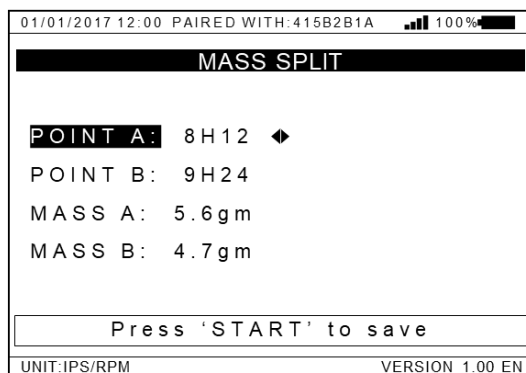 01/01/2017 12:00 PAIRED WITH:415B2B1A 100%
MASS SPLIT
POINT A: 8H12
POINT B: 9H24
MASS A: 5.6gm
MASS B: 4.7gm
Press ‘START’ to save
UNIT:IPS/RPM VERSION 1.00 EN